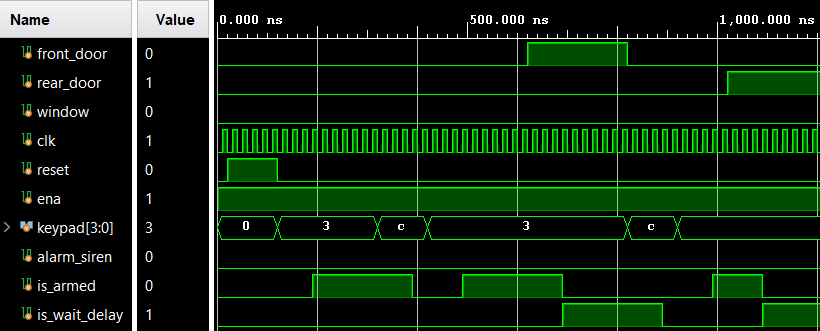 Name Value 0.000 ns 500.000 ns 1,000.000 ns
front_door 0
rear_door 1
window 0
clk 1
reset 0
ena 1
keypad[3:0] 3 0 3 c 3 c
alarm_siren 0
is_armed 0
is_wait_delay 1